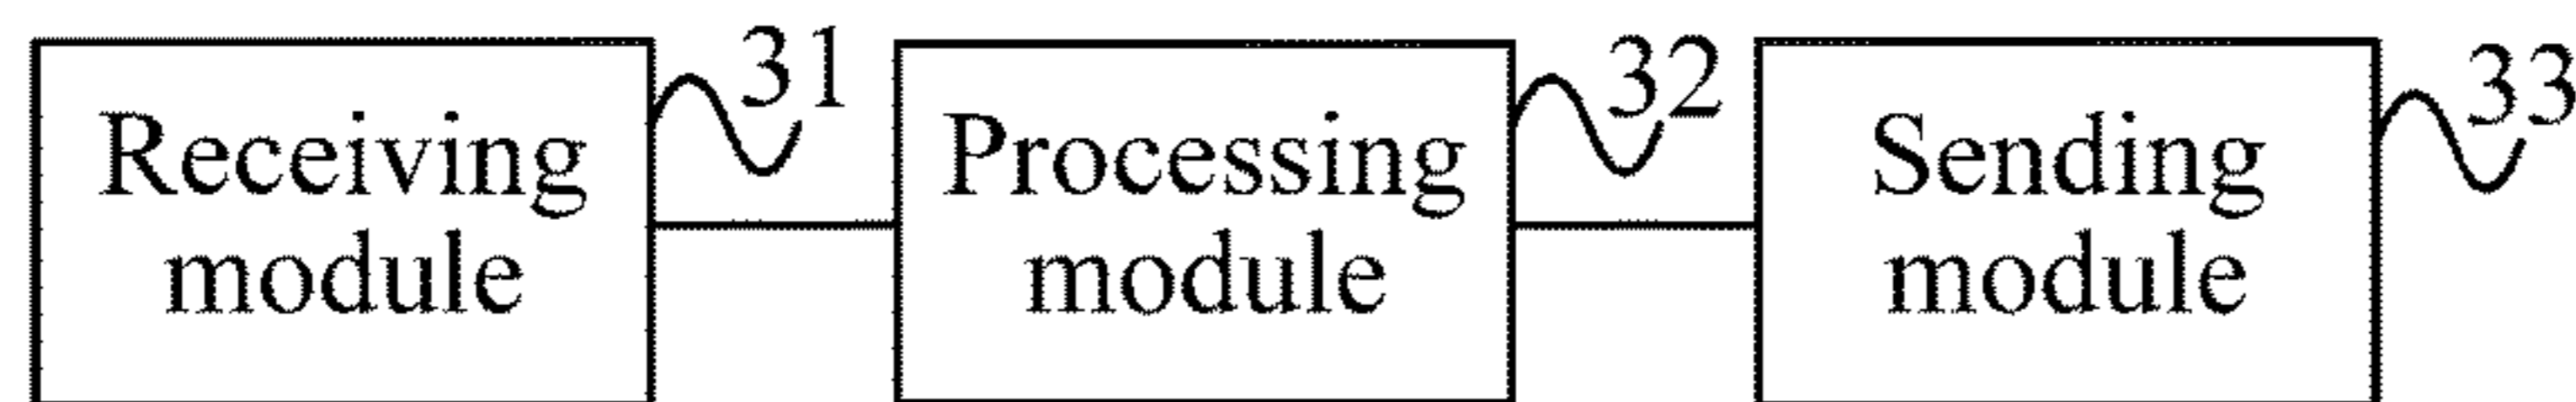 Receiving
module
31
Processing
module
32
Sending
module
33